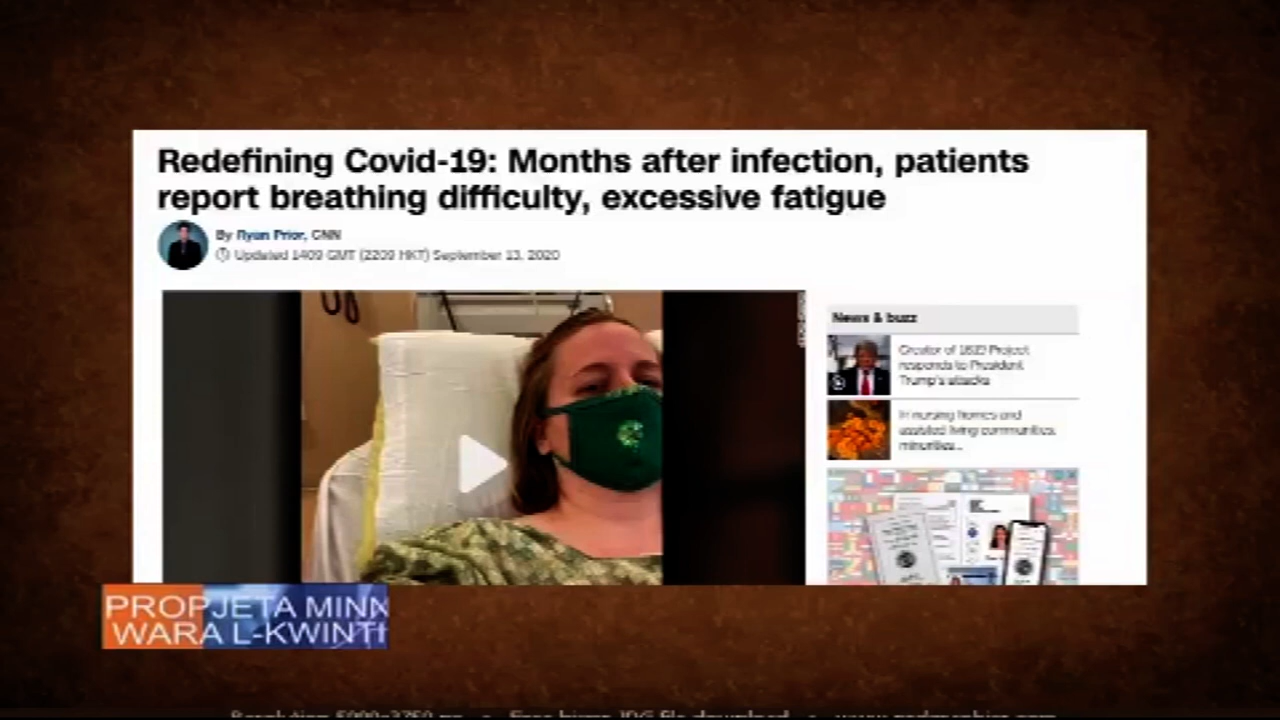 Redefining Covid-19: Months after infection, patients
report breathing difficulty, excessive fatigue
By Ryan Prior, CNN
Updated 1409 GMT (2209 HKT) September 13, 2020
News & buzz
Creator of 1619 Project
responds to President
Trump's attacks
In nursing homes and
assisted living communities,
minorities...
PROPJETA MINN
WARA L-KWINTI